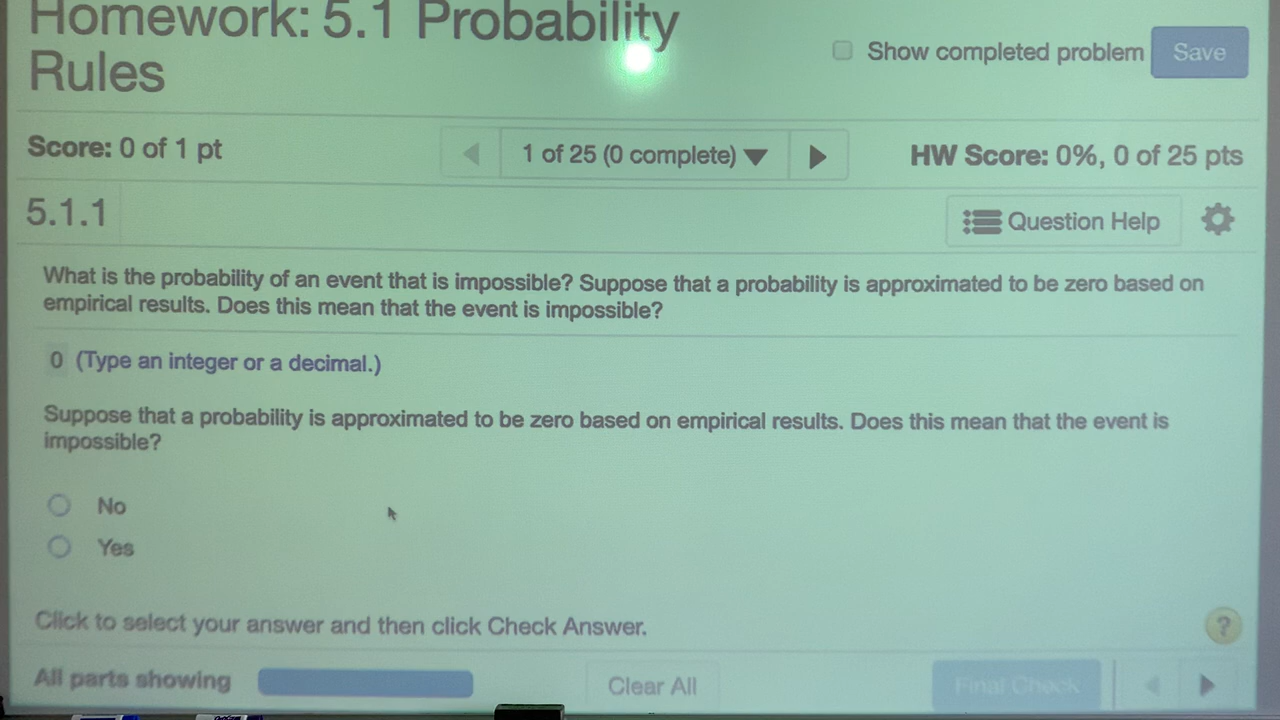 Homework: 5.1 Probability
Rules
Show completed problem
Save
Score: 0 of 1 pt
1 of 25 (0 complete)
HW Score: 0%, 0 of 25 pts
5.1.1
Question Help
What is the probability of an event that is impossible? Suppose that a probability is approximated to be zero based on
empirical results. Does this mean that the event is impossible?
0 (Type an integer or a decimal.)
Suppose that a probability is approximated to be zero based on empirical results. Does this mean that the event is
impossible?
No
Yes
Click to select your answer and then click Check Answer.
?
All parts showing
Clear All
Final Check